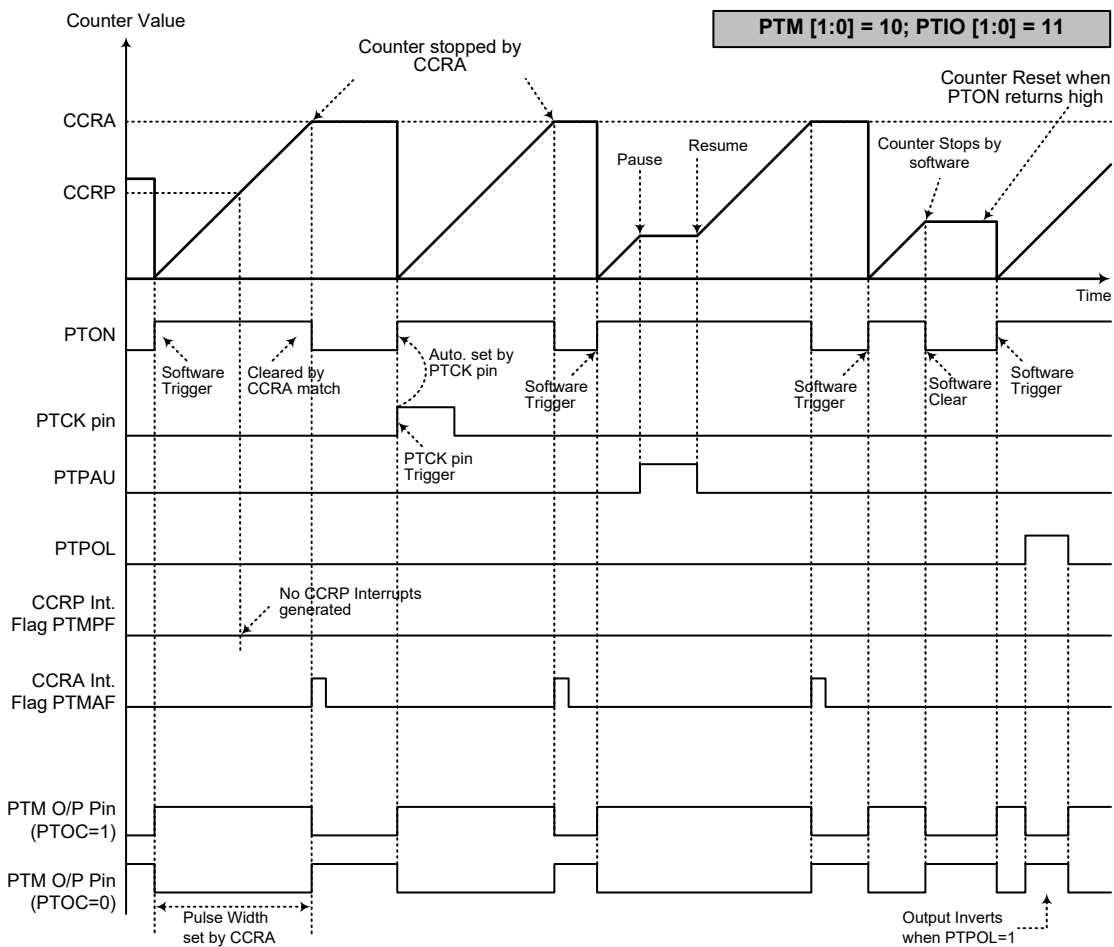 Counter Value
PTM [1:0] = 10; PTIO [1:0] = 11
Counter stopped by
CCRA
Counter Reset when
PTON returns high
CCRA
Pause
Resume
Counter Stops by
software
CCRP
Time
PTON
Software
Trigger
Cleared by
CCRA match
Auto. set by
PTCK pin
Software
Trigger
Software
Trigger
Software
Clear
Software
Trigger
PTCK pin
PTCK pin
Trigger
PTPAU
PTPOL
No CCRP Interrupts
generated
CCRP Int.
Flag PTMPF
CCRA Int.
Flag PTMAF
PTM O/P Pin
(PTOC=1)
PTM O/P Pin
(PTOC=0)
Pulse Width
set by CCRA
Output Inverts
when PTPOL=1